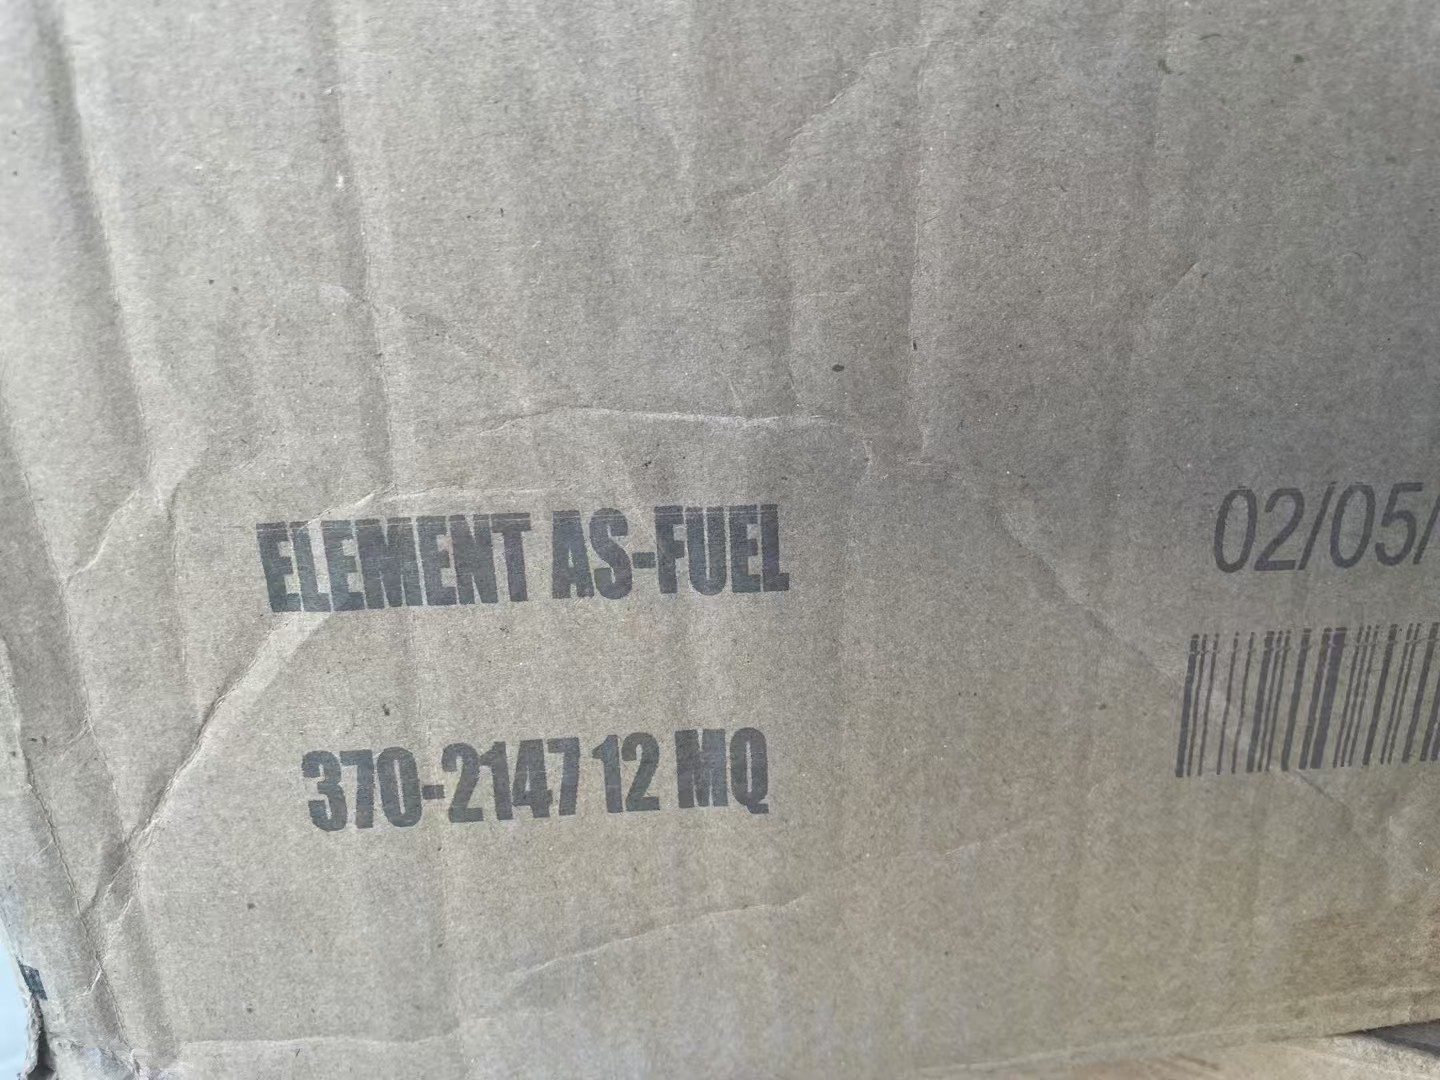 ELEMENT AS-FUEL
02/05/
370-2147 12 MQ